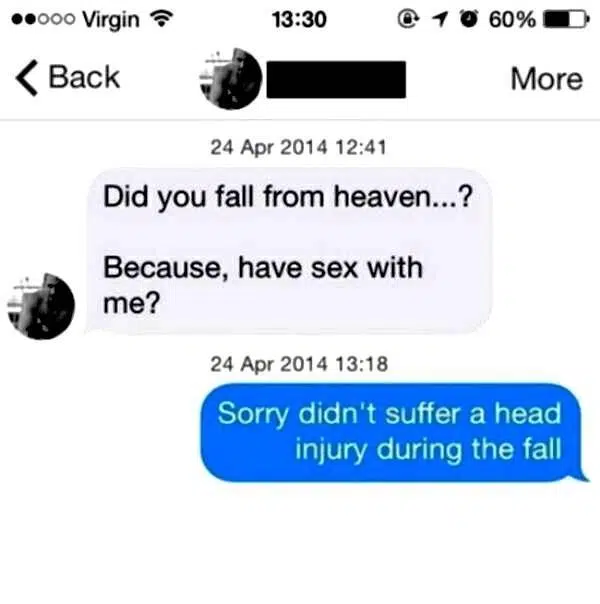 Virgin 13:30 60%
Back More
24 Apr 2014 12:41
Did you fall from heaven...?
Because, have sex with
me?
24 Apr 2014 13:18
Sorry didn't suffer a head
injury during the fall